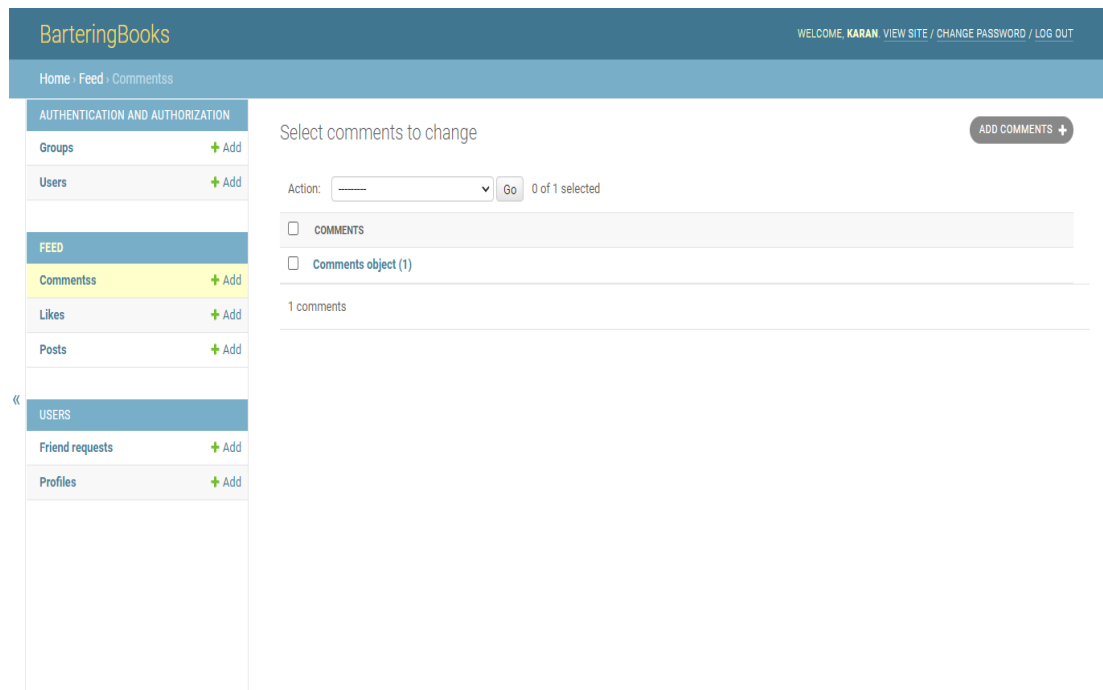 BarteringBooks
WELCOME, KARAN. VIEW SITE / CHANGE PASSWORD / LOG OUT
Home › Feed › Commentss
AUTHENTICATION AND AUTHORIZATION
Groups + Add
Users + Add
FEED
Commentss + Add
Likes + Add
Posts + Add
«
USERS
Friend requests + Add
Profiles + Add
Select comments to change
ADD COMMENTS +
Action: --------- Go 0 of 1 selected
COMMENTS
Comments object (1)
1 comments